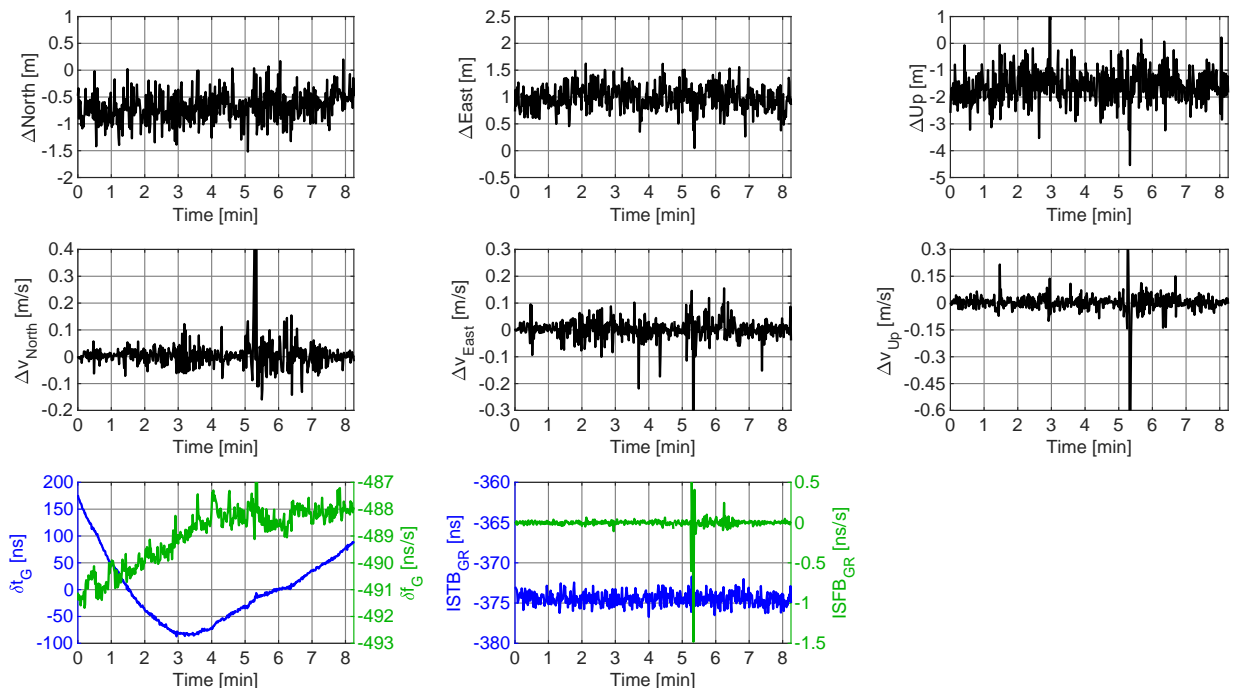 1
0.5
0
-0.5
-1
-1.5
-2
ΔNorth [m]
0 1 2 3 4 5 6 7 8
Time [min]
2.5
2
1.5
1
0.5
0
-0.5
ΔEast [m]
0 1 2 3 4 5 6 7 8
Time [min]
1
0
-1
-2
-3
-4
-5
ΔUp [m]
0 1 2 3 4 5 6 7 8
Time [min]
0.4
0.3
0.2
0.1
0
-0.1
-0.2
Δv_North [m/s]
0 1 2 3 4 5 6 7 8
Time [min]
0.3
0.2
0.1
0
-0.1
-0.2
-0.3
Δv_East [m/s]
0 1 2 3 4 5 6 7 8
Time [min]
0.3
0.15
0
-0.15
-0.3
-0.45
-0.6
Δv_Up [m/s]
0 1 2 3 4 5 6 7 8
Time [min]
200
150
100
50
0
-50
-100
δt_G [ns]
-487
-488
-489
-490
-491
-492
-493
δf_G [ns/s]
0 1 2 3 4 5 6 7 8
Time [min]
-360
-365
-370
-375
-380
ISTB_GR [ns]
0.5
0
-0.5
-1
-1.5
ISFB_GR [ns/s]
0 1 2 3 4 5 6 7 8
Time [min]